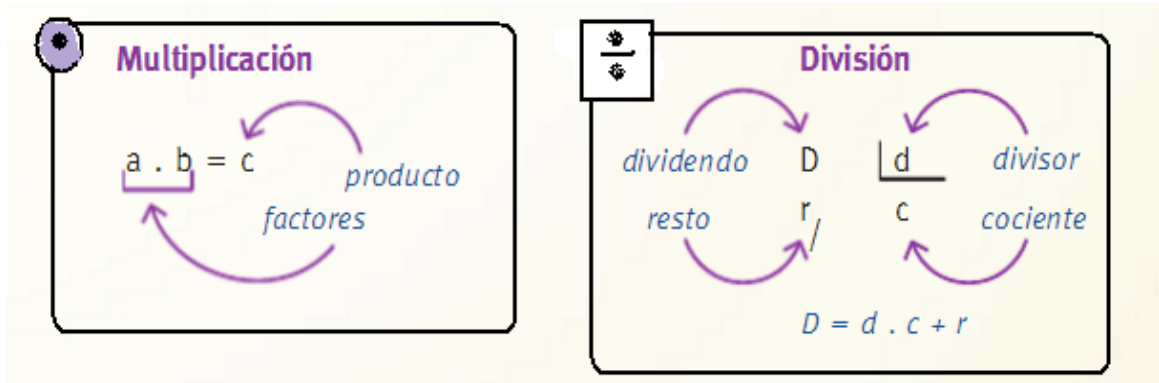 Multiplicación
a . b = c
producto
factores
División
dividendo D d divisor
resto r c cociente
D = d . c + r